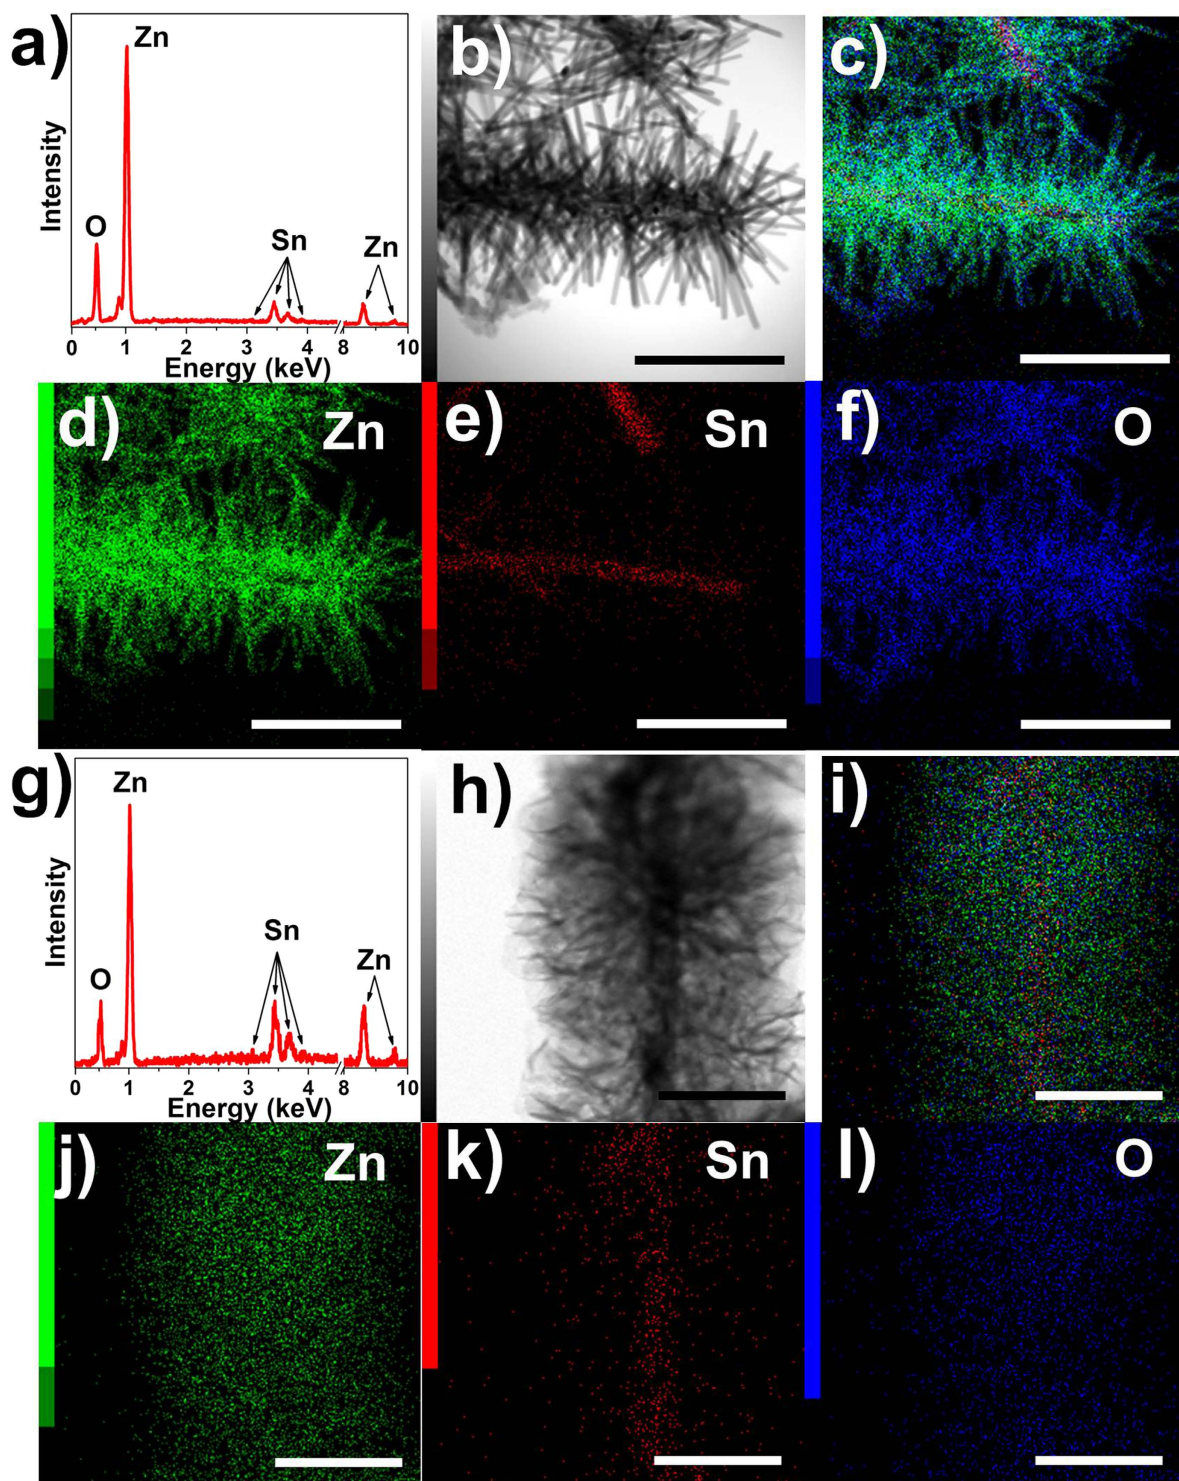 a)
Zn
Intensity
O
Sn
Zn
0 1 2 3 4 8 10
Energy (keV)
b)
c)
d)
Zn
e)
Sn
f)
O
g)
Zn
Intensity
O
Sn
Zn
0 1 2 3 4 8 10
Energy (keV)
h)
i)
j)
Zn
k)
Sn
l)
O